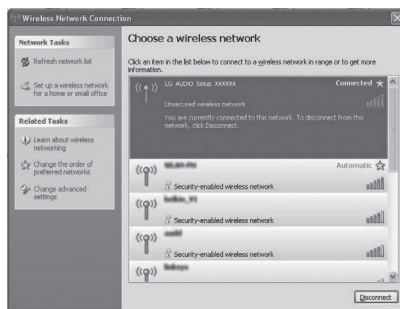 Wireless Network Connection
Network Tasks
Refresh network list
Set up a wireless network
for a home or small office
Related Tasks
Learn about wireless
networking
Change the order of
preferred networks
Change advanced
settings
Choose a wireless network
Click an item in the list below to connect to a wireless network in range or to get more
information.
LG AUDIO Setup XXXXXX
Connected
Unsecured wireless network
You are currently connected to this network. To disconnect from this
network, click Disconnect.
Automatic
Security-enabled wireless network
Security-enabled wireless network
Security-enabled wireless network
Disconnect